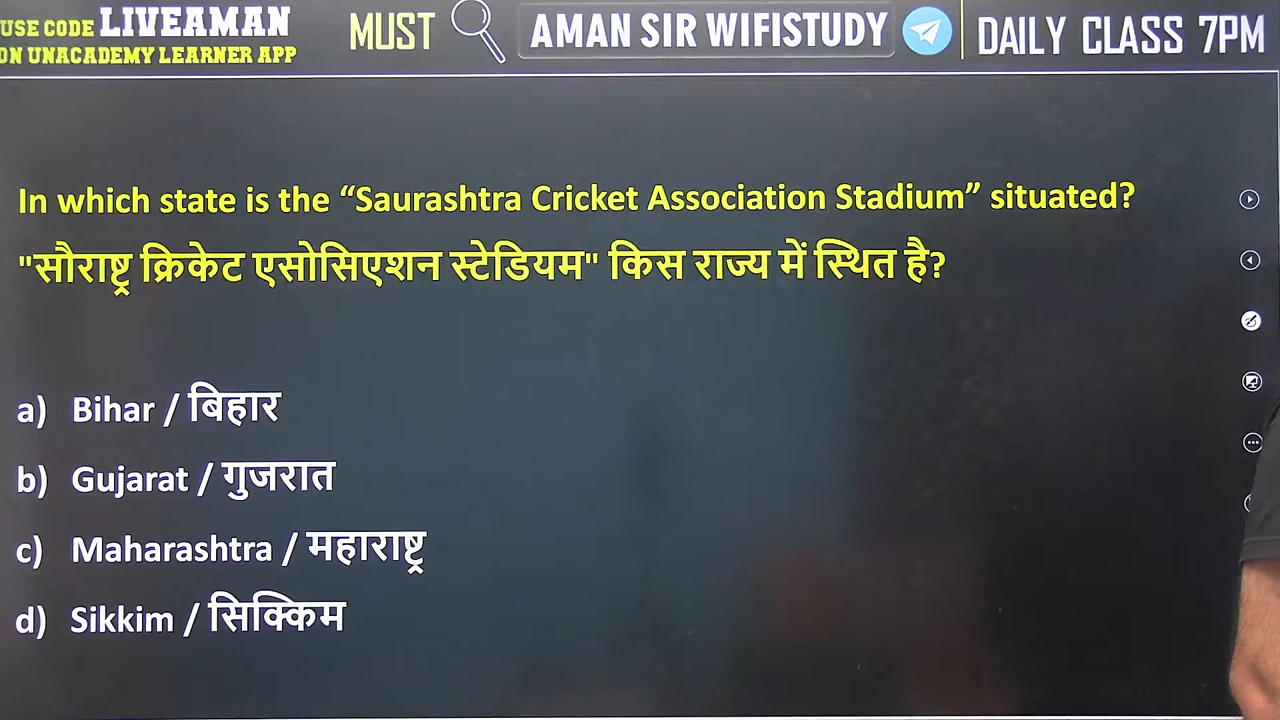 USE CODE LIVEAMAN
ON UNACADEMY LEARNER APP
MUST
AMAN SIR WIFISTUDY
DAILY CLASS 7PM
In which state is the “Saurashtra Cricket Association Stadium” situated?
"सौराष्ट्र क्रिकेट एसोसिएशन स्टेडियम" किस राज्य में स्थित है?
a) Bihar / बिहार
b) Gujarat / गुजरात
c) Maharashtra / महाराष्ट्र
d) Sikkim / सिक्किम